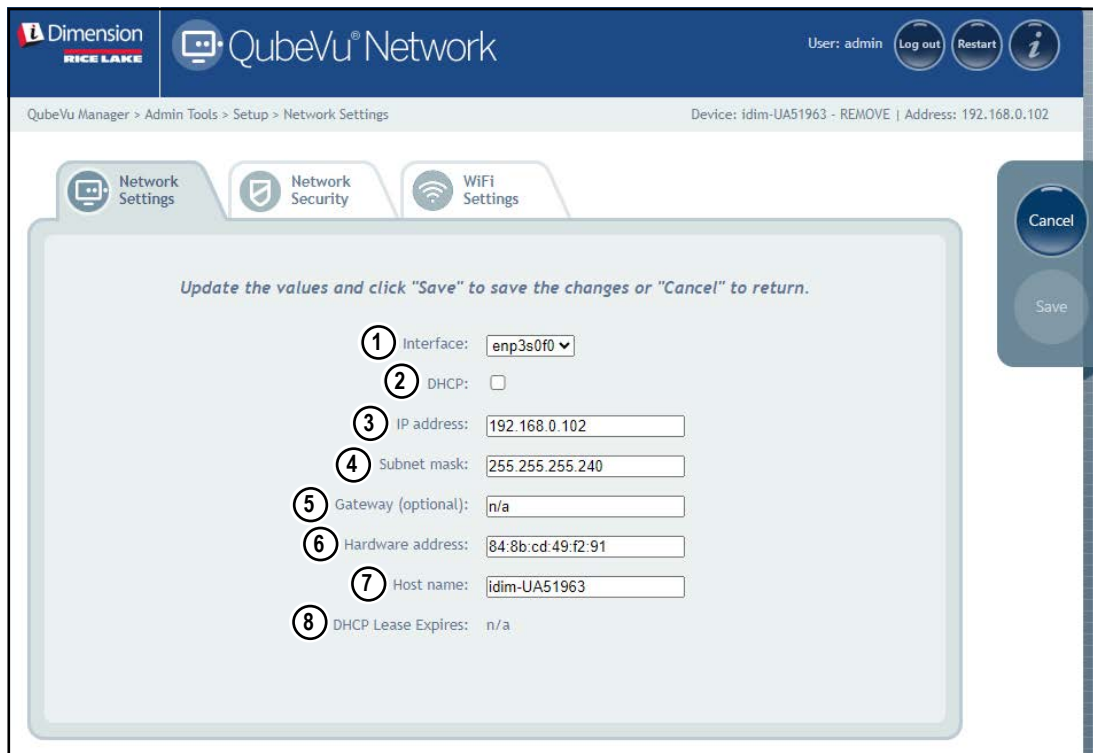 i Dimension
RICE LAKE
QubeVu® Network
User: admin
Log out
Restart
i
QubeVu Manager > Admin Tools > Setup > Network Settings
Device: idim-UA51963 - REMOVE | Address: 192.168.0.102
Network
Settings
Network
Security
WiFi
Settings
Cancel
Save
Update the values and click "Save" to save the changes or "Cancel" to return.
1 Interface: enp3s0f0
2 DHCP:
3 IP address: 192.168.0.102
4 Subnet mask: 255.255.255.240
5 Gateway (optional): n/a
6 Hardware address: 84:8b:cd:49:f2:91
7 Host name: idim-UA51963
8 DHCP Lease Expires: n/a